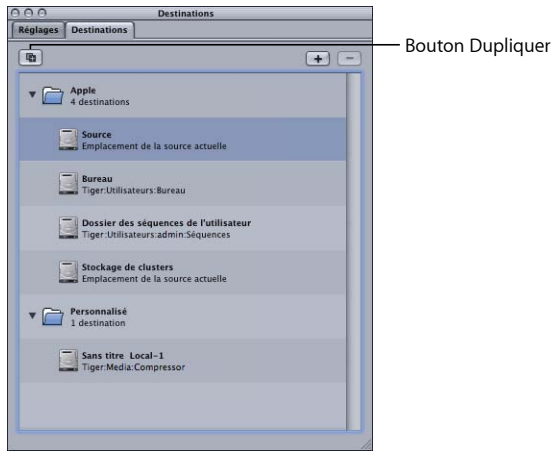 Destinations
Réglages Destinations
Bouton Dupliquer
Apple
4 destinations
Source
Emplacement de la source actuelle
Bureau
Tiger:Utilisateurs:Bureau
Dossier des séquences de l'utilisateur
Tiger:Utilisateurs:admin:Séquences
Stockage de clusters
Emplacement de la source actuelle
Personnalisé
1 destination
Sans titre Local-1
Tiger:Media:Compressor